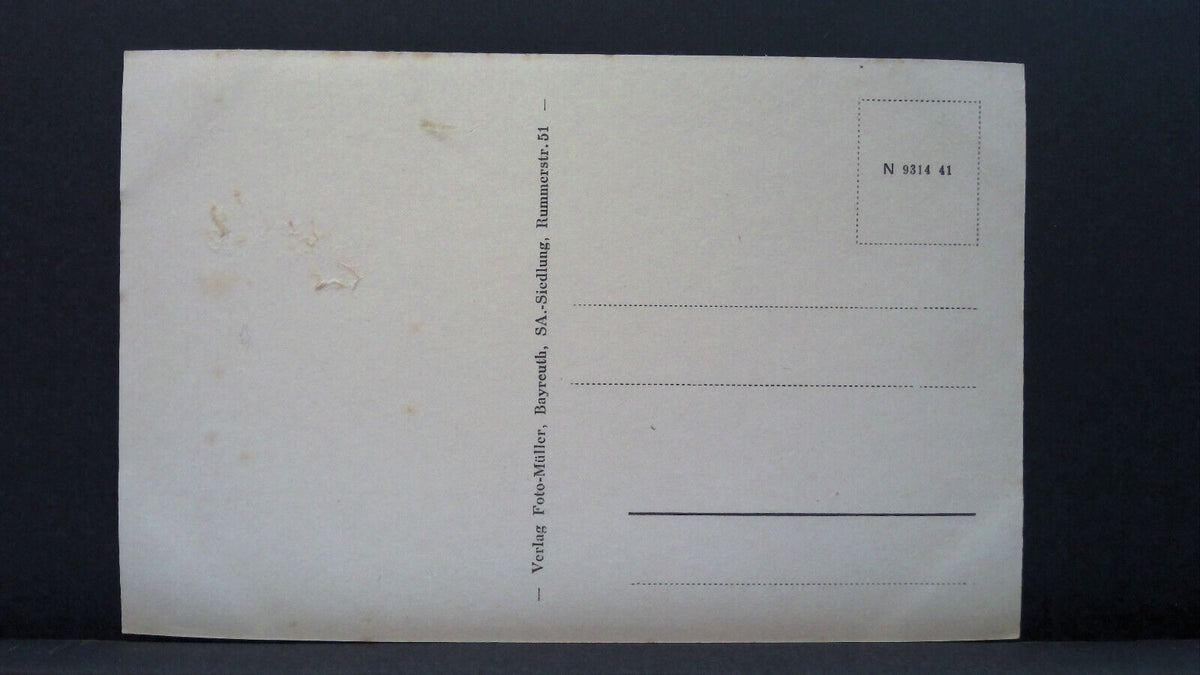 — Verlag Foto-Müller, Bayreuth, SA.-Siedlung, Rummerstr. 51 —
N 9314 41